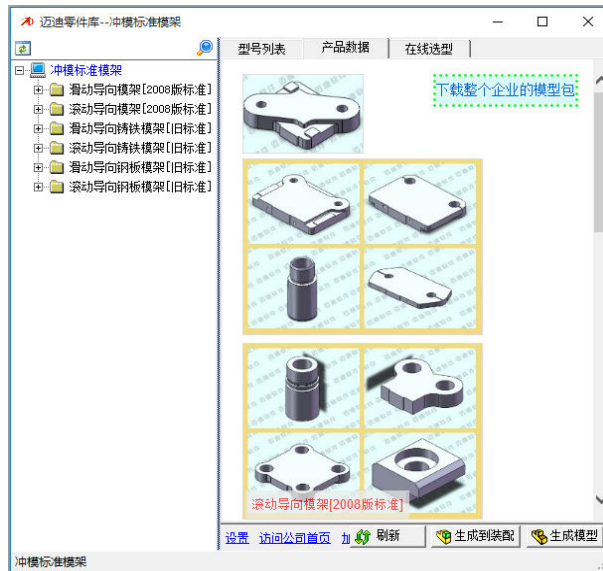 迈迪零件库--冲模标准模架
型号列表 产品数据 在线选型
冲模标准模架
滑动导向模架[2008版标准]
滚动导向模架[2008版标准]
滑动导向铸铁模架[旧标准]
滚动导向铸铁模架[旧标准]
滑动导向钢板模架[旧标准]
滚动导向钢板模架[旧标准]
下载整个企业的模型包
滚动导向模架[2008版标准]
设置 访问公司首页 加 刷新 生成到装配 生成模型
冲模标准模架